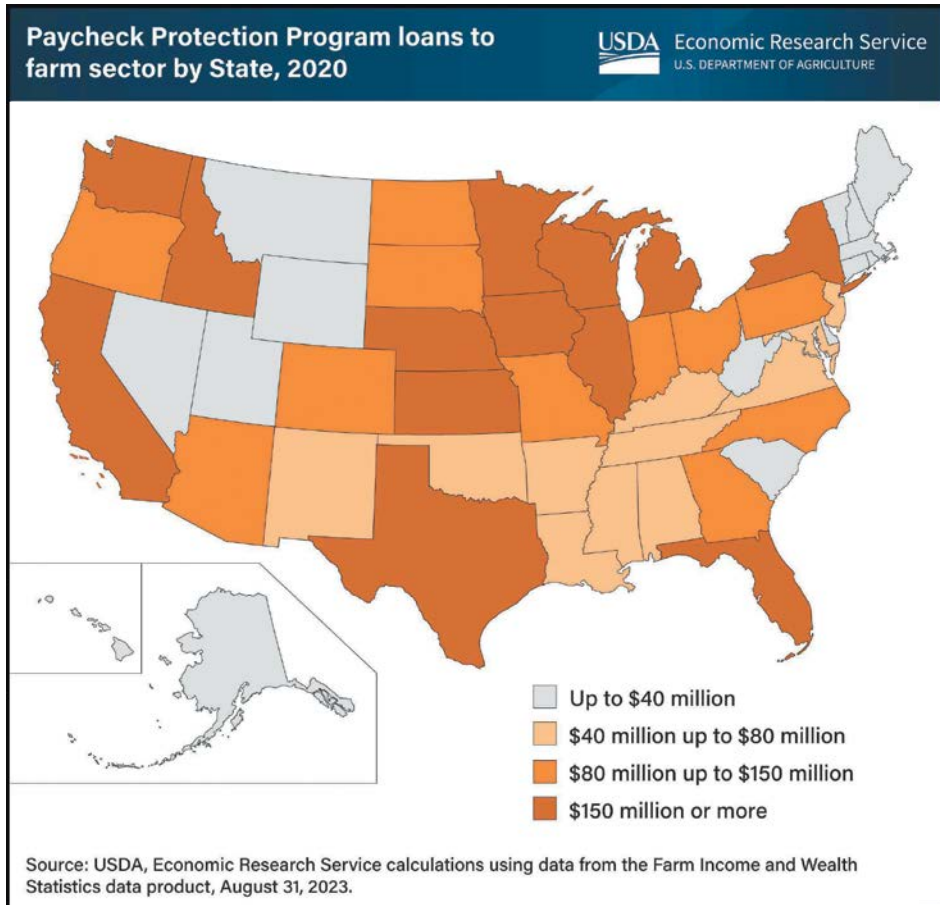 Paycheck Protection Program loans to
farm sector by State, 2020
USDA Economic Research Service
U.S. DEPARTMENT OF AGRICULTURE
Up to $40 million
$40 million up to $80 million
$80 million up to $150 million
$150 million or more
Source: USDA, Economic Research Service calculations using data from the Farm Income and Wealth
Statistics data product, August 31, 2023.